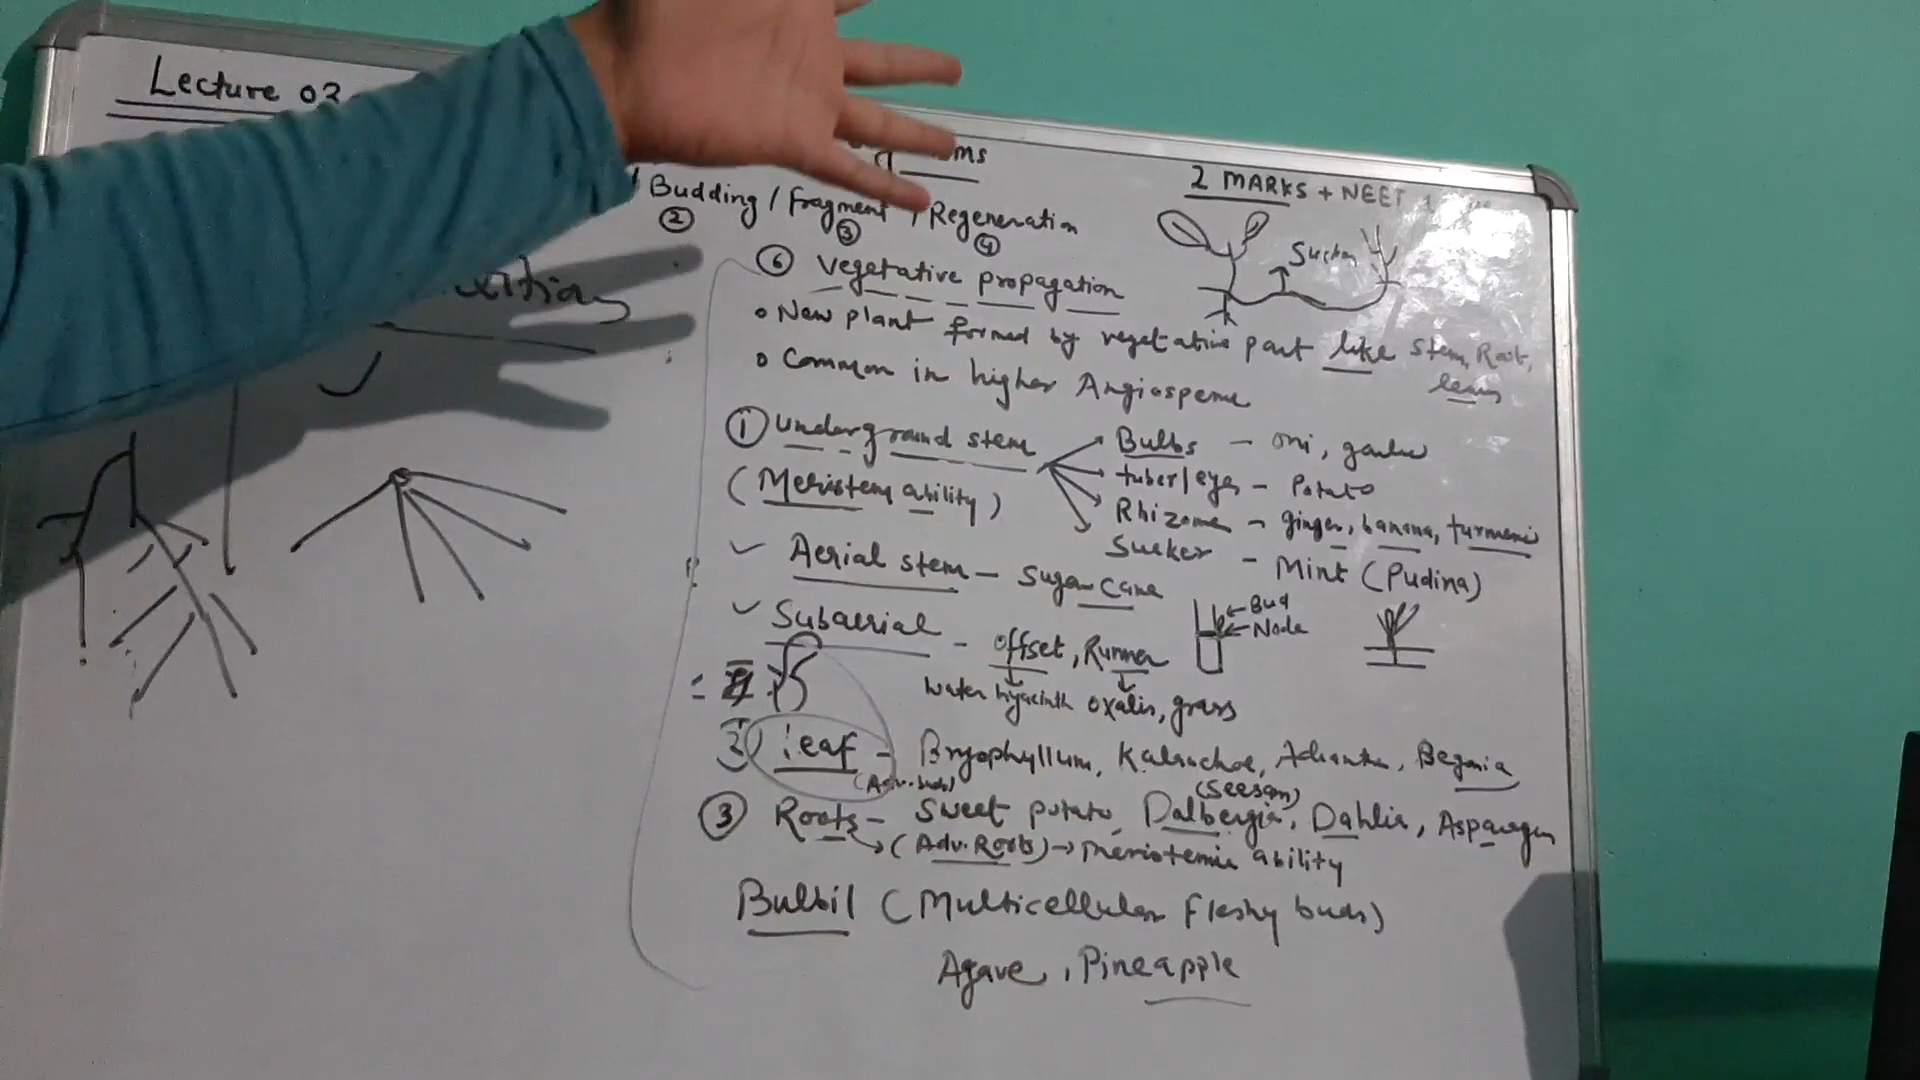 Lecture 03
2 MARKS + NEET
Budding / Fragment / Regeneration
② ③ ④
Sucker
⑥ Vegetative propagation
• New plant formed by vegetative part like stem, Root,
leaves
• Common in higher Angiosperm
① Underground stem
Bulbs - oni, garlic
(Meristem ability)
tuber/eyes - Potato
Rhizome - ginger, banana, turmeric
Sucker - Mint (Pudina)
Aerial stem - Sugarcane
Bud
Node
Subaerial - offset, Runner
water hyacinth oxalis, grass
2 Leaf - Bryophyllum, Kalanchoe, Adiantum, Begonia
(Adv. buds)
(Seesam)
③ Roots - Sweet potato, Dalbergia, Dahlia, Asparagus
(Adv. Roots) → meristemic ability
Bulbil (Multicellular Fleshy buds)
Agave, Pineapple